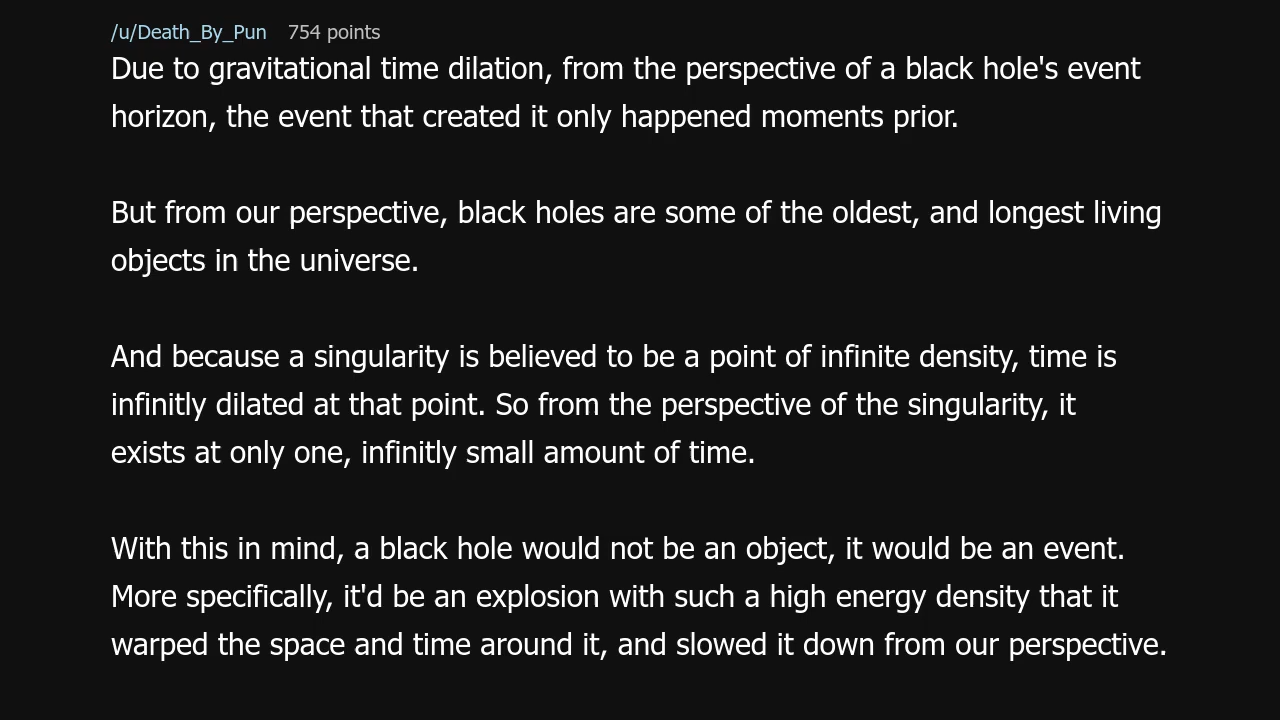 /u/Death_By_Pun 754 points
Due to gravitational time dilation, from the perspective of a black hole's event
horizon, the event that created it only happened moments prior.
But from our perspective, black holes are some of the oldest, and longest living
objects in the universe.
And because a singularity is believed to be a point of infinite density, time is
infinitly dilated at that point. So from the perspective of the singularity, it
exists at only one, infinitly small amount of time.
With this in mind, a black hole would not be an object, it would be an event.
More specifically, it'd be an explosion with such a high energy density that it
warped the space and time around it, and slowed it down from our perspective.